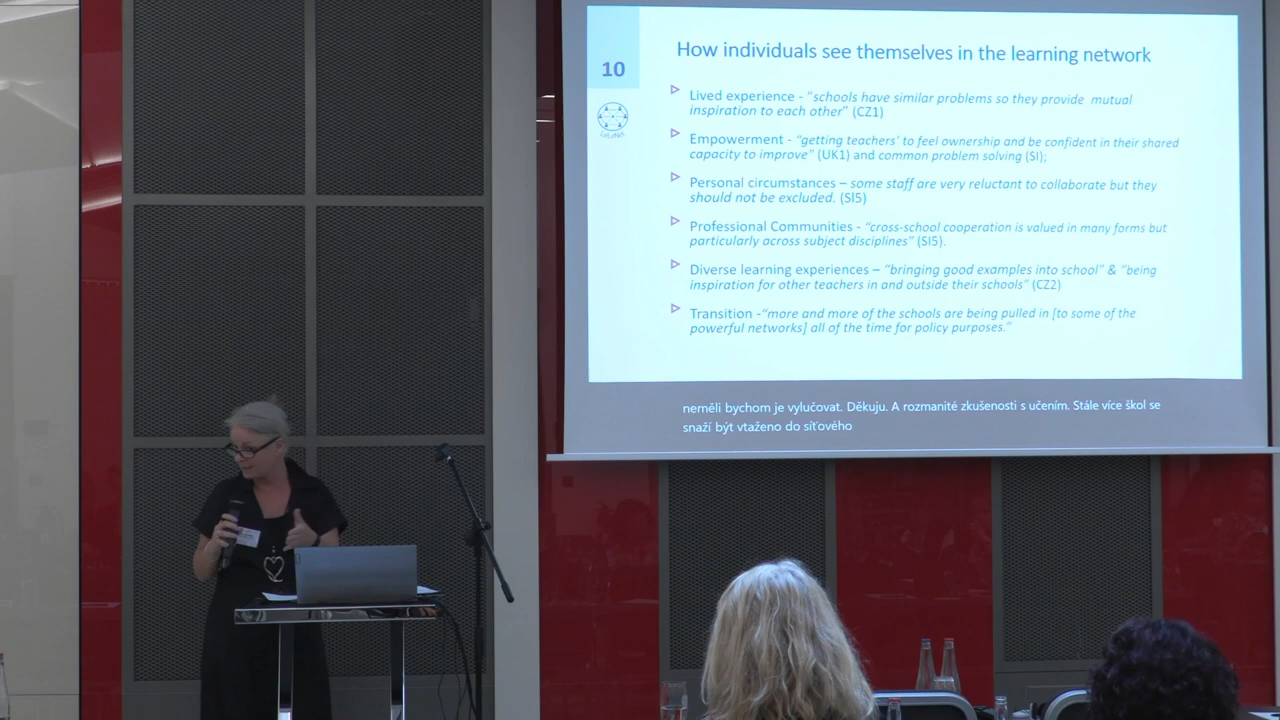 How individuals see themselves in the learning network
10
Lived experience - "schools have similar problems so they provide mutual
inspiration to each other" (CZ1)
Empowerment - "getting teachers' to feel ownership and be confident in their shared
capacity to improve" (UK1) and common problem solving (SI);
Personal circumstances – some staff are very reluctant to collaborate but they
should not be excluded. (SI5)
Professional Communities - "cross-school cooperation is valued in many forms but
particularly across subject disciplines" (SI5).
Diverse learning experiences – "bringing good examples into school" & "being
inspiration for other teachers in and outside their schools" (CZ2)
Transition -"more and more of the schools are being pulled in [to some of the
powerful networks] all of the time for policy purposes."
neměli bychom je vylučovat. Děkuju. A rozmanité zkušenosti s učením. Stále více škol se
snaží být vtaženo do síťového